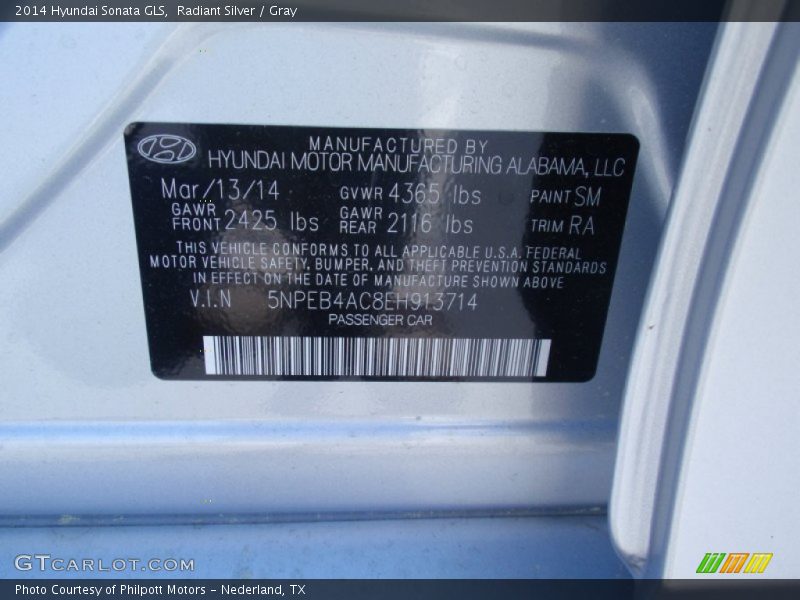 2014 Hyundai Sonata GLS, Radiant Silver / Gray
MANUFACTURED BY
HYUNDAI MOTOR MANUFACTURING ALABAMA, LLC
Mar/13/14 GVWR 4365 lbs PAINT SM
GAWR FRONT 2425 lbs GAWR REAR 2116 lbs TRIM RA
THIS VEHICLE CONFORMS TO ALL APPLICABLE U.S.A. FEDERAL
MOTOR VEHICLE SAFETY, BUMPER, AND THEFT PREVENTION STANDARDS
IN EFFECT ON THE DATE OF MANUFACTURE SHOWN ABOVE
V.I.N 5NPEB4AC8EH913714
PASSENGER CAR
GTCARLOT.COM
Photo Courtesy of Philpott Motors - Nederland, TX